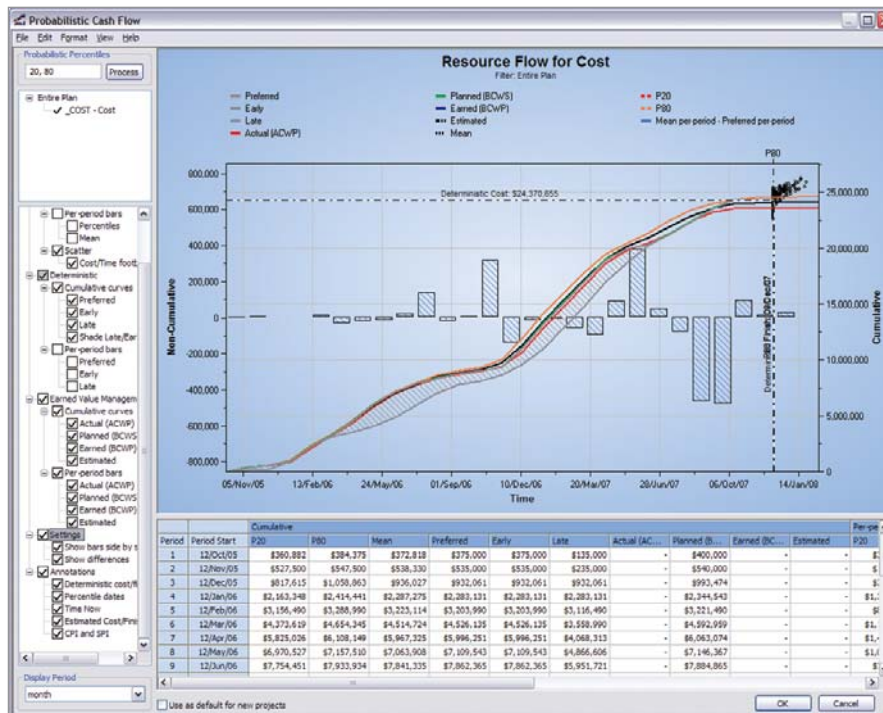 Probabilistic Cash Flow
File Edit Format View Help
Probabilistic Percentiles
20, 80
Process
Entire Plan
_COST - Cost
Per-period bars
Percentiles
Mean
Scatter
Deterministic
Cumulative curves
Preferred
Early
Late
Per-period bars
Preferred
Early
Late
Cumulative curves
Actual (ACWP)
Planned (BCWS
Earned (BCWP)
Estimated
Per-period bars
Actual (ACWP)
Planned (BCWS
Earned (BCWP)
Estimated
Settings
Show bars side by s
Show differences
Annotations
Percentile dates
Time Now
CPI and SPI
Display Period
month
Resource Flow for Cost
Filter: Entire Plan
Preferred
Early
Late
Actual (ACWP)
Planned (BCWS)
Earned (BCWP)
Estimated
Mean
P20
P80
Mean per-period - Preferred per-period
P80
Deterministic Cost: $24,370,855
Non-Cumulative
800,000
600,000
400,000
200,000
0
-200,000
-400,000
-600,000
-800,000
Cumulative
25,000,000
20,000,000
15,000,000
10,000,000
5,000,000
0
05/Nov/05 13/Feb/06 24/May/06 01/Sep/06 10/Dec/06 20/Mar/07 28/Jun/07 06/Oct/07 14/Jan/08
Time
Cumulative
Period Period Start P20 P80 Mean Preferred Early Late Actual (AC... Planned (B... Earned (BC... Estimated P20
1 12/Oct/05 $360,882 $384,375 $372,818 $375,000 $375,000 $135,000 - $400,000 - -
2 12/Nov/05 $527,500 $547,500 $538,330 $535,000 $535,000 $235,000 - $540,000 - -
3 12/Dec/05 $817,615 $1,058,863 $936,027 $932,061 $932,061 $932,061 - $993,474 - -
4 12/Jan/06 $2,163,348 $2,414,441 $2,287,275 $2,283,131 $2,283,131 $2,283,131 - $2,344,543 - -
5 12/Feb/06 $3,156,490 $3,288,990 $3,223,114 $3,203,990 $3,203,990 $3,116,490 - $3,221,490 - -
6 12/Mar/06 $4,373,619 $4,654,345 $4,514,724 $4,526,135 $4,526,135 $3,558,990 - $4,592,959 - -
7 12/Apr/06 $5,825,026 $6,108,149 $5,967,325 $5,996,251 $5,996,251 $4,068,313 - $6,063,074 - -
8 12/May/06 $6,970,527 $7,157,510 $7,063,908 $7,109,543 $7,109,543 $4,866,606 - $7,146,367 - -
9 12/Jun/06 $7,754,451 $7,933,934 $7,841,335 $7,862,365 $7,862,365 $5,951,721 - $7,884,865 - -
Use as default for new projects
OK
Cancel